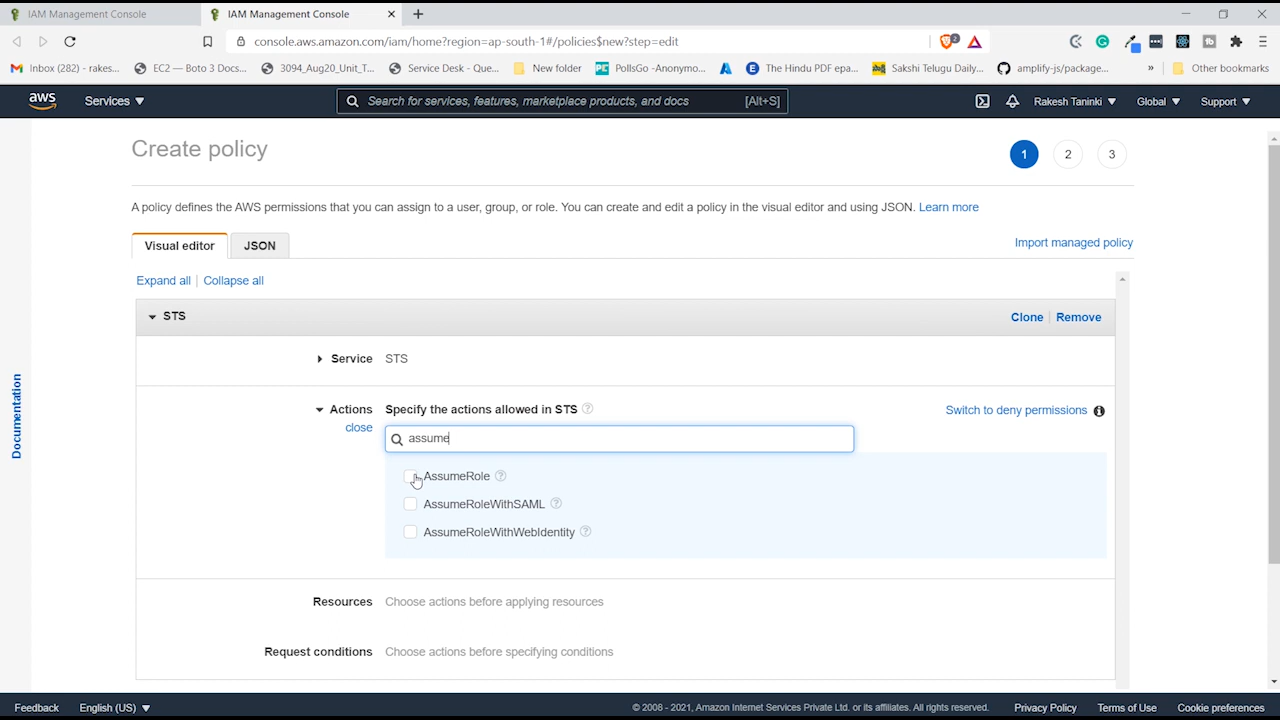 IAM Management Console
IAM Management Console
console.aws.amazon.com/iam/home?region=ap-south-1#/policies$new?step=edit
2
Inbox (282) - rakes...
EC2 — Boto 3 Docs...
3094_Aug20_Unit_T...
Service Desk - Que...
New folder
PollsGo -Anonymo...
The Hindu PDF epa...
Sakshi Telugu Daily...
amplify-js/package...
»
Other bookmarks
aws
Services
Search for services, features, marketplace products, and docs
[Alt+S]
Rakesh Taninki
Global
Support
Create policy
1
2
3
A policy defines the AWS permissions that you can assign to a user, group, or role. You can create and edit a policy in the visual editor and using JSON. Learn more
Visual editor
JSON
Import managed policy
Expand all | Collapse all
STS
Clone | Remove
Service STS
Documentation
Actions Specify the actions allowed in STS
close
Switch to deny permissions
assume
AssumeRole
AssumeRoleWithSAML
AssumeRoleWithWebIdentity
Resources Choose actions before applying resources
Request conditions Choose actions before specifying conditions
Feedback
English (US)
© 2008 - 2021, Amazon Internet Services Private Ltd. or its affiliates. All rights reserved.
Privacy Policy
Terms of Use
Cookie preferences